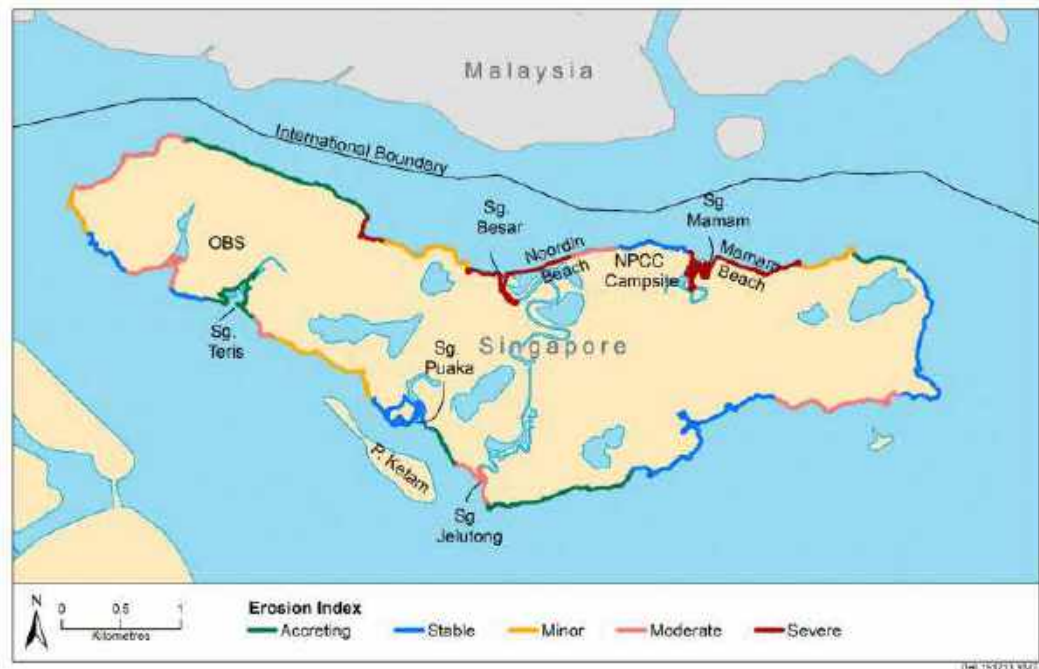 Malaysia
International Boundary
Sg.
Mamam
Sg.
Besar
Noordin
Beach
Mamam
Beach
OBS
NPCC
Campsite
Sg.
Teris
Sg.
Puaka
Singapore
P. Ketam
Sg
Jelutong
N
0 0.5 1
Kilometres
Erosion Index
Accreting Stable Minor Moderate Severe